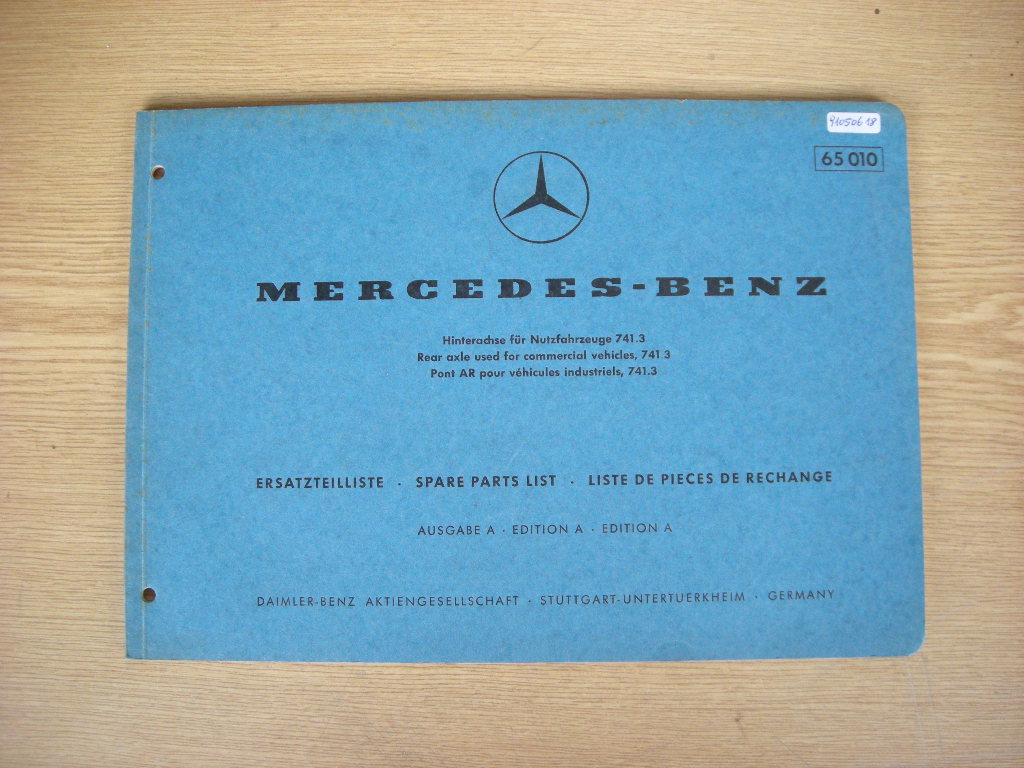 910506 18
65 010
MERCEDES-BENZ
Hinterachse für Nutzfahrzeuge 741.3
Rear axle used for commercial vehicles, 741 3
Pont AR pour véhicules industriels, 741.3
ERSATZTEILLISTE · SPARE PARTS LIST · LISTE DE PIECES DE RECHANGE
AUSGABE A · EDITION A · EDITION A
DAIMLER-BENZ AKTIENGESELLSCHAFT · STUTTGART-UNTERTUERKHEIM · GERMANY